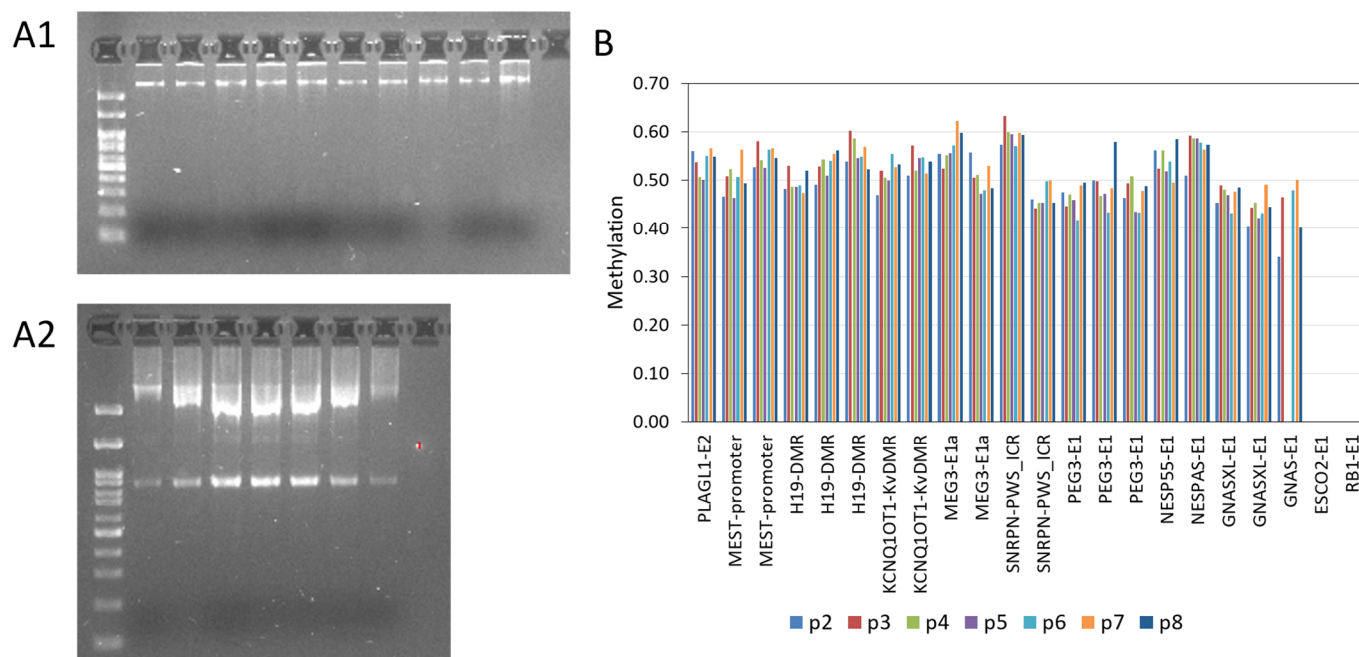 A1
A2
B
Methylation
0.70
0.60
0.50
0.40
0.30
0.20
0.10
0.00
PLAGL1-E2
MEST-promoter
MEST-promoter
H19-DMR
H19-DMR
H19-DMR
KCNQ1OT1-KvDMR
KCNQ1OT1-KvDMR
MEG3-E1a
MEG3-E1a
SNRPN-PWS_ICR
SNRPN-PWS_ICR
PEG3-E1
PEG3-E1
PEG3-E1
NESP55-E1
NESPAS-E1
GNASXL-E1
GNASXL-E1
GNAS-E1
ESCO2-E1
RB1-E1
p2 p3 p4 p5 p6 p7 p8